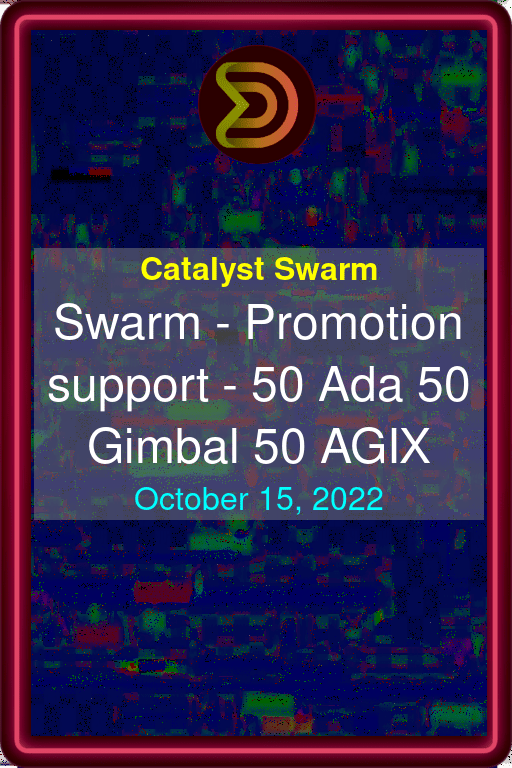 Catalyst Swarm
Swarm - Promotion
support - 50 Ada 50
Gimbal 50 AGIX
October 15, 2022